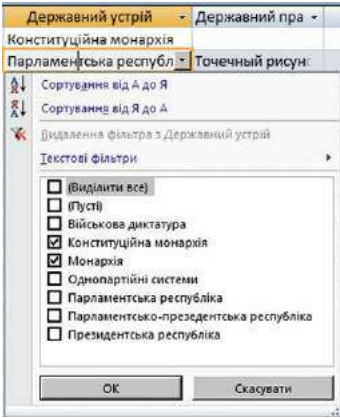 Державний устрій Державний пра
Конституційна монархія
Парламентська республ Точечный рисун
Сортування від А до Я
Сортування від Я до А
Видалення фільтра з Державний устрій
Текстові фільтри
(Виділити все)
(Пусті)
Військова диктатура
Конституційна монархія
Монархія
Однопартійні системи
Парламентська республіка
Парламентсько-презедентська республіка
Президентська республіка
ОК Скасувати